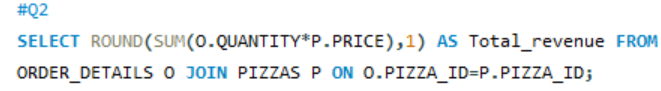 #Q2
SELECT ROUND(SUM(O.QUANTITY*P.PRICE),1) AS Total_revenue FROM
ORDER_DETAILS O JOIN PIZZAS P ON O.PIZZA_ID=P.PIZZA_ID;